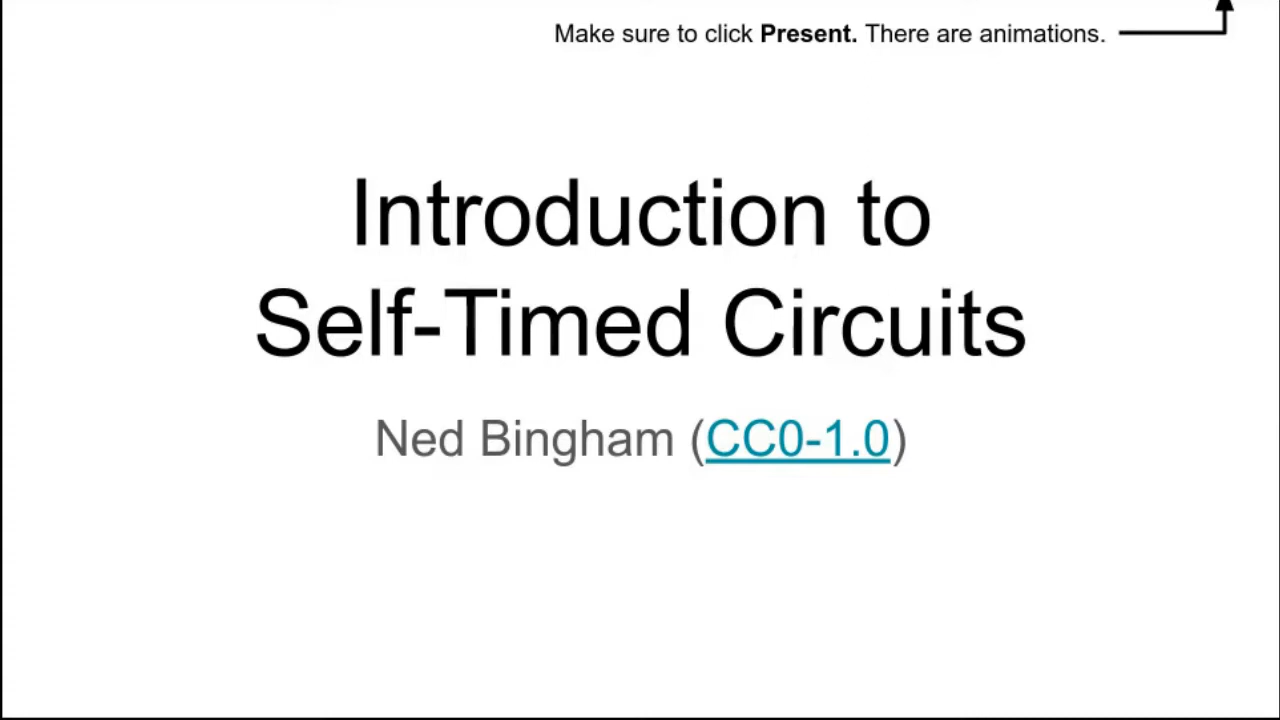 Make sure to click Present. There are animations.
Introduction to
Self-Timed Circuits
Ned Bingham (CC0-1.0)